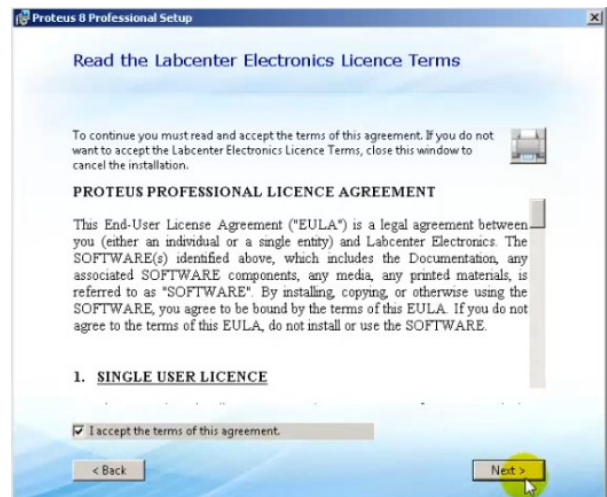 Proteus 8 Professional Setup
Read the Labcenter Electronics Licence Terms
To continue you must read and accept the terms of this agreement. If you do not
want to accept the Labcenter Electronics Licence Terms, close this window to
cancel the installation.
PROTEUS PROFESSIONAL LICENCE AGREEMENT
This End-User License Agreement ("EULA") is a legal agreement between
you (either an individual or a single entity) and Labcenter Electronics. The
SOFTWARE(s) identified above, which includes the Documentation, any
associated SOFTWARE components, any media, any printed materials, is
referred to as "SOFTWARE". By installing, copying, or otherwise using the
SOFTWARE, you agree to be bound by the terms of this EULA. If you do not
agree to the terms of this EULA, do not install or use the SOFTWARE.
1. SINGLE USER LICENCE
I accept the terms of this agreement.
< Back
Next >